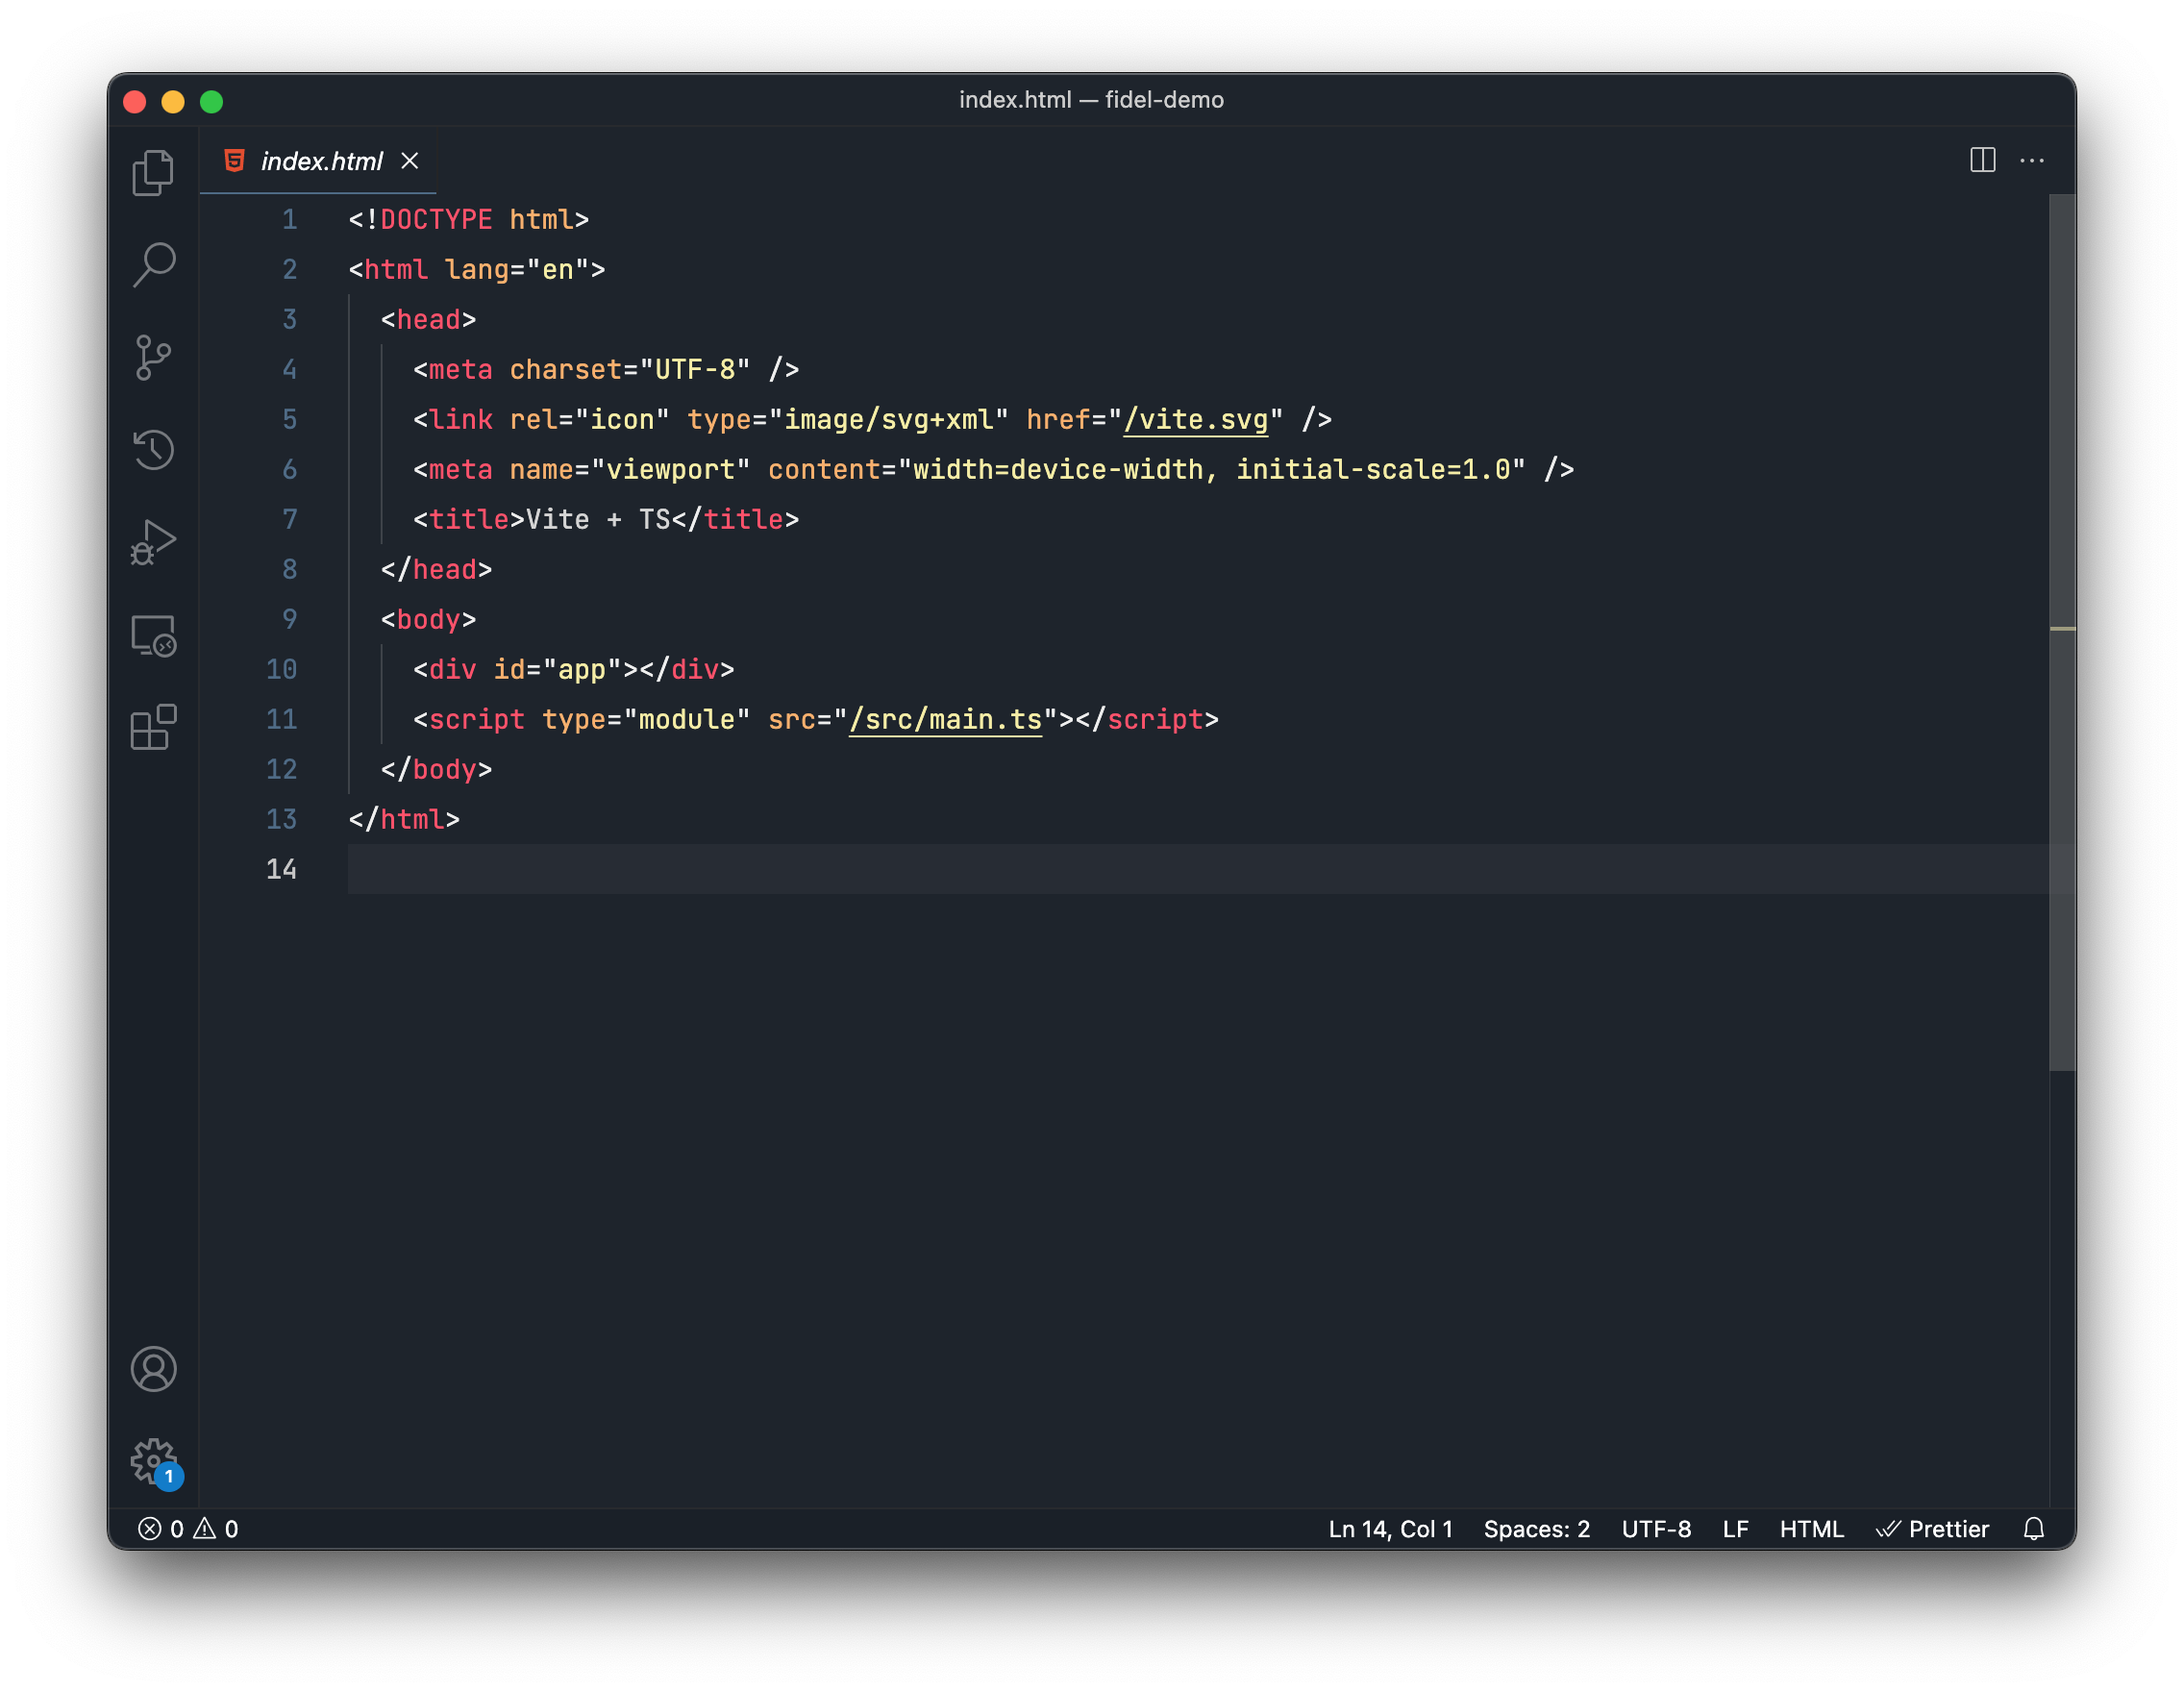 index.html — fidel-demo
index.html
1 <!DOCTYPE html>
2 <html lang="en">
3   <head>
4     <meta charset="UTF-8" />
5     <link rel="icon" type="image/svg+xml" href="/vite.svg" />
6     <meta name="viewport" content="width=device-width, initial-scale=1.0" />
7     <title>Vite + TS</title>
8   </head>
9   <body>
10     <div id="app"></div>
11     <script type="module" src="/src/main.ts"></script>
12   </body>
13 </html>
14
1
0 0 Ln 14, Col 1 Spaces: 2 UTF-8 LF HTML Prettier